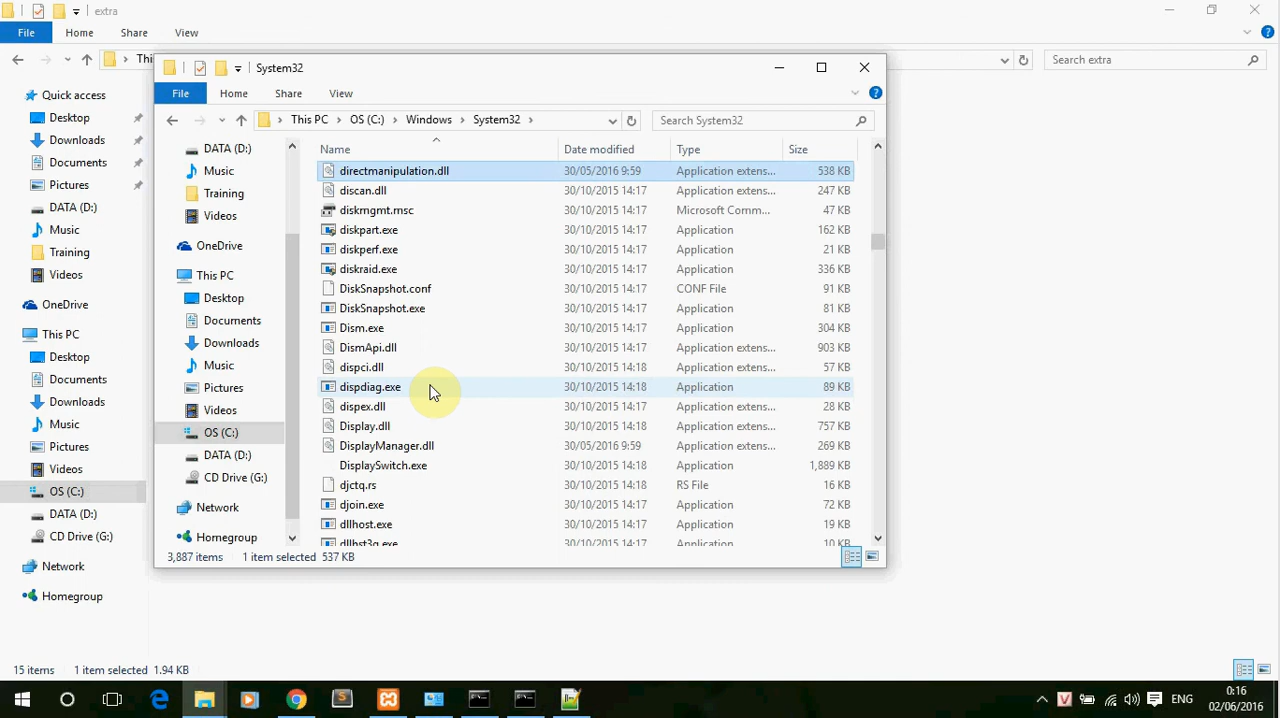 extra
File Home Share View
Thi
Search extra
Quick access
Desktop
Downloads
Documents
Pictures
DATA (D:)
Music
Training
Videos
OneDrive
This PC
Desktop
Documents
Downloads
Music
Pictures
Videos
OS (C:)
DATA (D:)
CD Drive (G:)
Network
Homegroup
15 items 1 item selected 1.94 KB
System32
File Home Share View
This PC OS (C:) Windows System32
Search System32
DATA (D:)
Music
Training
Videos
OneDrive
This PC
Desktop
Documents
Downloads
Music
Pictures
Videos
OS (C:)
DATA (D:)
CD Drive (G:)
Network
Homegroup
Name Date modified Type Size
directmanipulation.dll 30/05/2016 9:59 Application extens... 538 KB
discan.dll 30/10/2015 14:17 Application extens... 247 KB
diskmgmt.msc 30/10/2015 14:17 Microsoft Comm... 47 KB
diskpart.exe 30/10/2015 14:17 Application 162 KB
diskperf.exe 30/10/2015 14:17 Application 21 KB
diskraid.exe 30/10/2015 14:17 Application 336 KB
DiskSnapshot.conf 30/10/2015 14:17 CONF File 91 KB
DiskSnapshot.exe 30/10/2015 14:17 Application 81 KB
Dism.exe 30/10/2015 14:17 Application 304 KB
DismApi.dll 30/10/2015 14:17 Application extens... 903 KB
dispci.dll 30/10/2015 14:17 Application extens... 57 KB
dispdiag.exe 30/10/2015 14:18 Application 89 KB
dispex.dll 30/10/2015 14:18 Application extens... 28 KB
Display.dll 30/10/2015 14:18 Application extens... 757 KB
DisplayManager.dll 30/05/2016 9:59 Application extens... 269 KB
DisplaySwitch.exe 30/10/2015 14:18 Application 1,889 KB
djctq.rs 30/10/2015 14:18 RS File 16 KB
djoin.exe 30/10/2015 14:17 Application 72 KB
dllhost.exe 30/10/2015 14:17 Application 19 KB
dllhst3g.exe 30/10/2015 14:17 Application 10 KB
3,887 items 1 item selected 537 KB
ENG
:16
02/06/2016